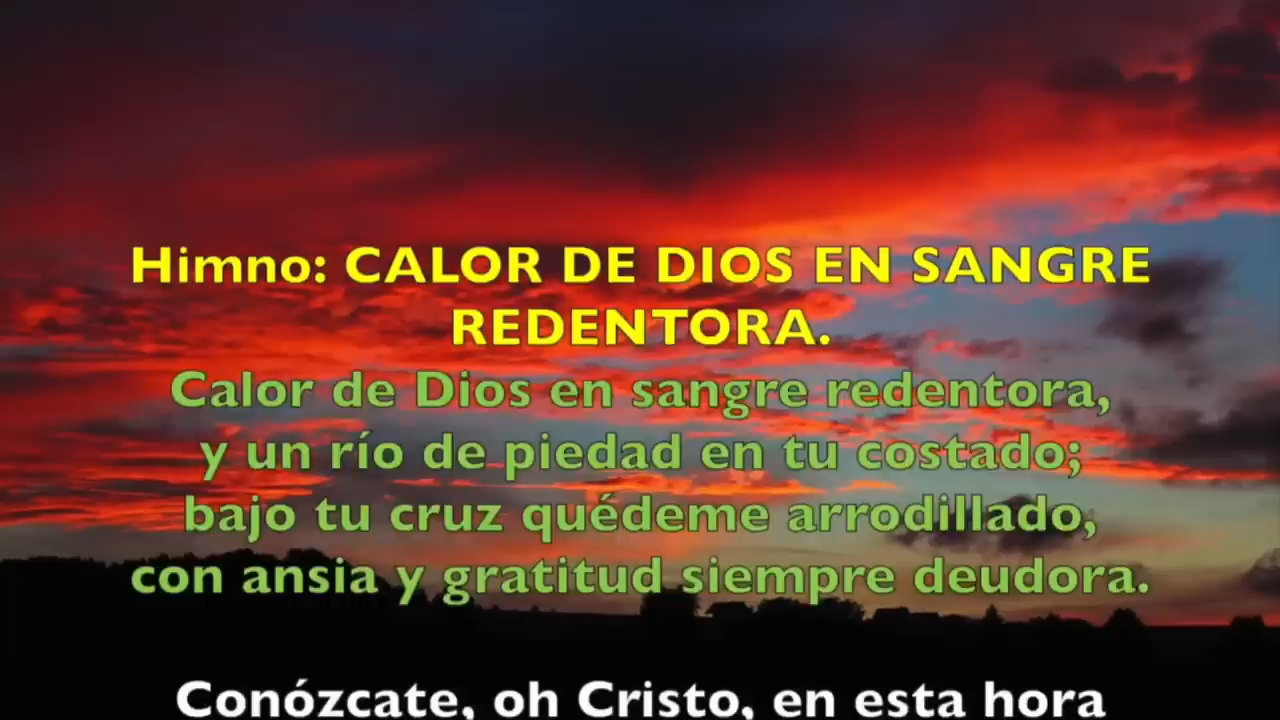 Himno: CALOR DE DIOS EN SANGRE
REDENTORA.
Calor de Dios en sangre redentora,
y un río de piedad en tu costado;
bajo tu cruz quédeme arrodillado,
con ansia y gratitud siempre deudora.
Conózcate, oh Cristo, en esta hora